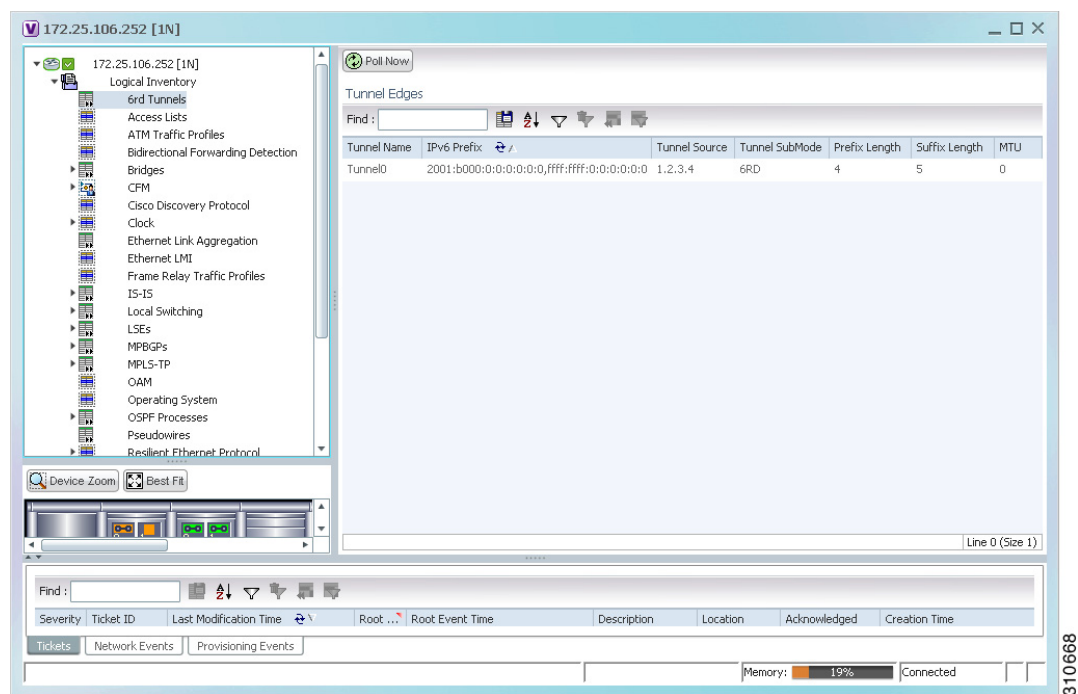 172.25.106.252 [1N]
172.25.106.252 [1N]
Logical Inventory
6rd Tunnels
Access Lists
ATM Traffic Profiles
Bidirectional Forwarding Detection
Bridges
CFM
Cisco Discovery Protocol
Clock
Ethernet Link Aggregation
Ethernet LMI
Frame Relay Traffic Profiles
IS-IS
Local Switching
LSEs
MPBGPs
MPLS-TP
OAM
Operating System
OSPF Processes
Pseudowires
Resilient Ethernet Protocol
Device Zoom Best Fit
Poll Now
Tunnel Edges
Find :
Tunnel Name IPv6 Prefix Tunnel Source Tunnel SubMode Prefix Length Suffix Length MTU
Tunnel0 2001:b000:0:0:0:0:0:0,ffff:ffff:0:0:0:0:0:0 1.2.3.4 6RD 4 5 0
Line 0 (Size 1)
Find :
Severity Ticket ID Last Modification Time Root ... Root Event Time Description Location Acknowledged Creation Time
Tickets Network Events Provisioning Events
Memory: 19% Connected
310668